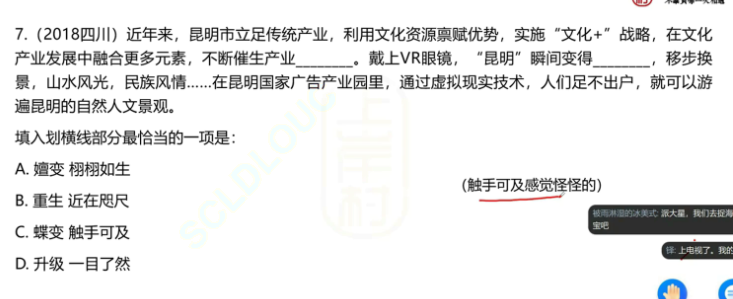 7.（2018四川）近年来，昆明市立足传统产业，利用文化资源禀赋优势，实施“文化+”战略，在文化
产业发展中融合更多元素，不断催生产业________。戴上VR眼镜，“昆明”瞬间变得________，移步换
景，山水风光，民族风情……在昆明国家广告产业园里，通过虚拟现实技术，人们足不出户，就可以游
遍昆明的自然人文景观。
填入划横线部分最恰当的一项是：
A. 嬗变 栩栩如生
（触手可及感觉怪怪的）
B. 重生 近在咫尺
C. 蝶变 触手可及
D. 升级 一目了然
被雨淋湿的冰美式: 派大星，我们去捉海
宝吧
铎: 上电视了。我的
SCLDLOUD
上岸村